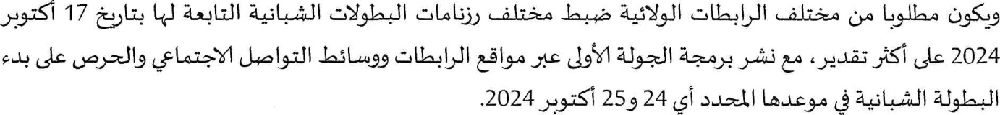 ويكون مطلوبا من مختلف الرابطات الولائية ضبط مختلف رزنامات البطولات الشبانية التابعة لها بتاريخ 17 أكتوبر
2024 على أكثر تقدير، مع نشر برمجة الجولة الأولى عبر مواقع الرابطات ووسائط التواصل الاجتماعي والحرص على بدء
البطولة الشبانية في موعدها المحدد أي 24 و25 أكتوبر 2024.